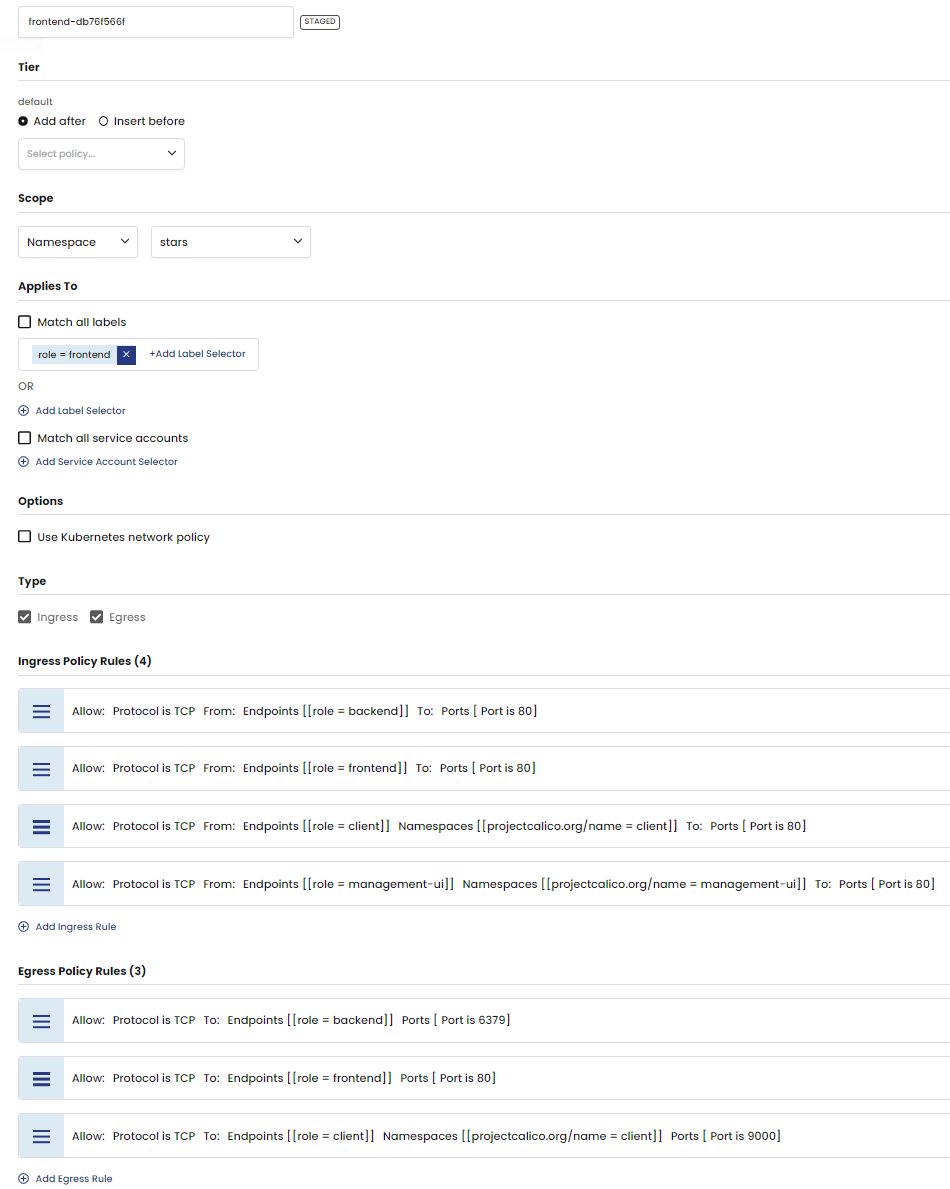 frontend-db76f566f STAGED
Tier
default
Add after Insert before
Select policy...
Scope
Namespace stars
Applies To
Match all labels
role = frontend × +Add Label Selector
OR
Add Label Selector
Match all service accounts
Add Service Account Selector
Options
Use Kubernetes network policy
Type
Ingress Egress
Ingress Policy Rules (4)
Allow: Protocol is TCP From: Endpoints [[role = backend]] To: Ports [ Port is 80]
Allow: Protocol is TCP From: Endpoints [[role = frontend]] To: Ports [ Port is 80]
Allow: Protocol is TCP From: Endpoints [[role = client]] Namespaces [[projectcalico.org/name = client]] To: Ports [ Port is 80]
Allow: Protocol is TCP From: Endpoints [[role = management-ui]] Namespaces [[projectcalico.org/name = management-ui]] To: Ports [ Port is 80]
Add Ingress Rule
Egress Policy Rules (3)
Allow: Protocol is TCP To: Endpoints [[role = backend]] Ports [ Port is 6379]
Allow: Protocol is TCP To: Endpoints [[role = frontend]] Ports [ Port is 80]
Allow: Protocol is TCP To: Endpoints [[role = client]] Namespaces [[projectcalico.org/name = client]] Ports [ Port is 9000]
Add Egress Rule